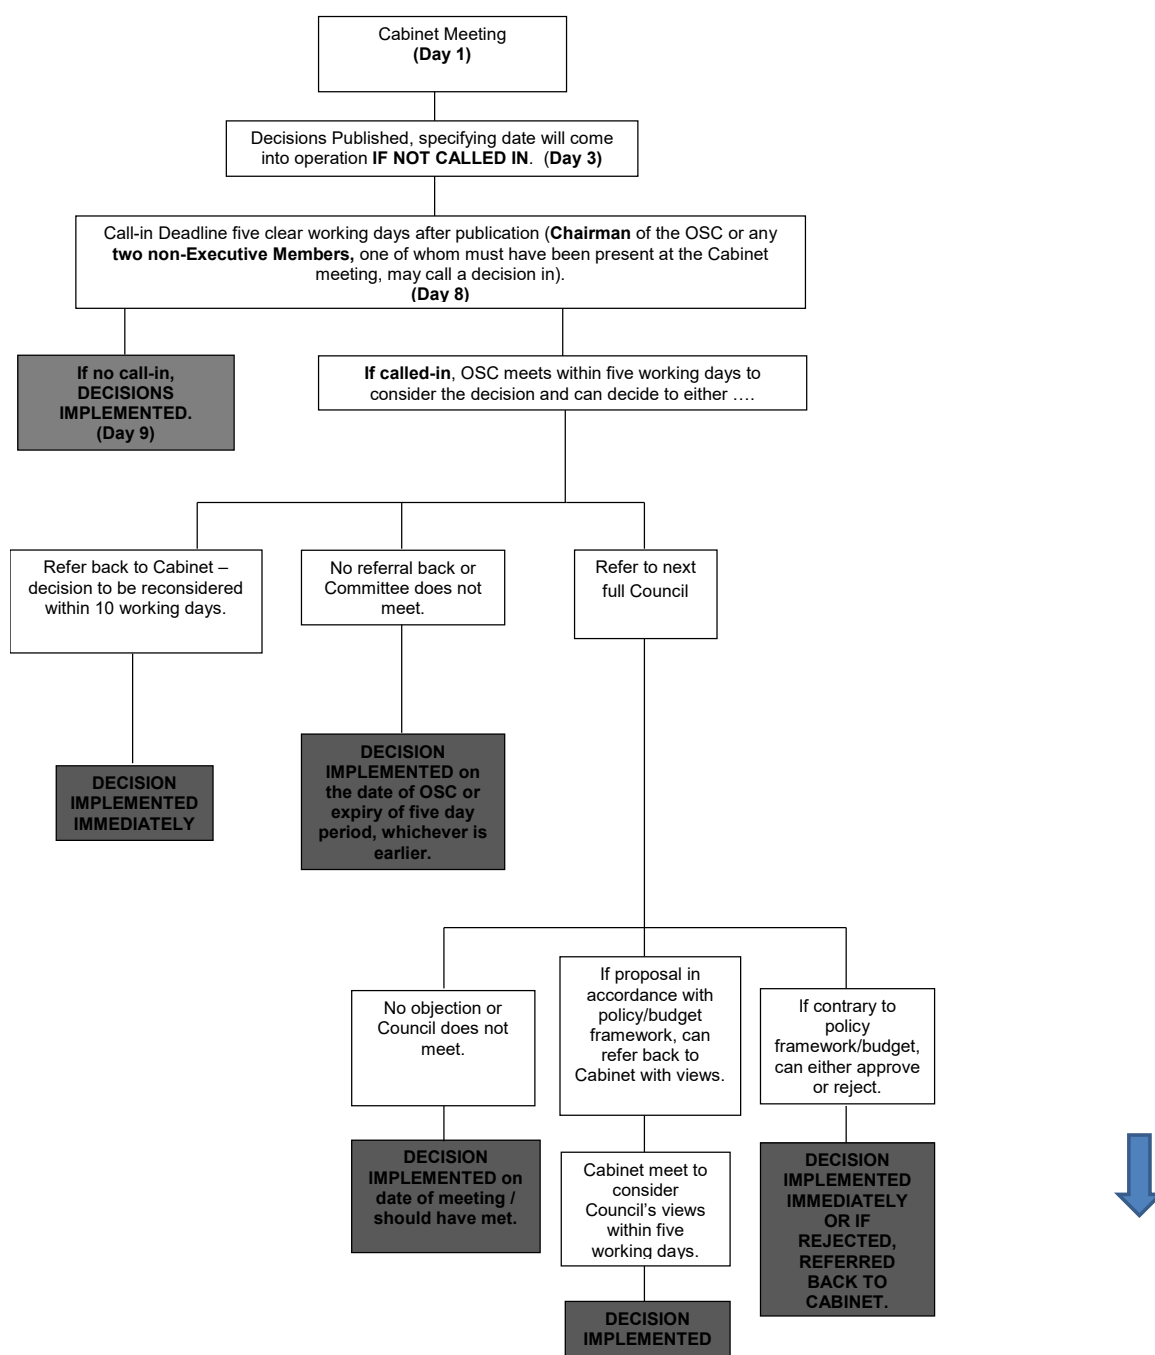 Cabinet Meeting
(Day 1)
Decisions Published, specifying date will come
into operation IF NOT CALLED IN. (Day 3)
Call-in Deadline five clear working days after publication (Chairman of the OSC or any
two non-Executive Members, one of whom must have been present at the Cabinet
meeting, may call a decision in).
(Day 8)
If no call-in,
DECISIONS
IMPLEMENTED.
(Day 9)
If called-in, OSC meets within five working days to
consider the decision and can decide to either ….
Refer back to Cabinet –
decision to be reconsidered
within 10 working days.
No referral back or
Committee does not
meet.
Refer to next
full Council
DECISION
IMPLEMENTED
IMMEDIATELY
DECISION
IMPLEMENTED on
the date of OSC or
expiry of five day
period, whichever is
earlier.
No objection or
Council does not
meet.
If proposal in
accordance with
policy/budget
framework, can
refer back to
Cabinet with views.
If contrary to
policy
framework/budget,
can either approve
or reject.
DECISION
IMPLEMENTED on
date of meeting /
should have met.
Cabinet meet to
consider
Council’s views
within five
working days.
DECISION
IMPLEMENTED
IMMEDIATELY
OR IF
REJECTED,
REFERRED
BACK TO
CABINET.
DECISION
IMPLEMENTED